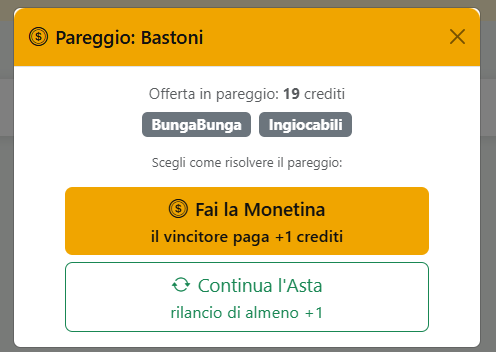 Pareggio: Bastoni
Offerta in pareggio: 19 crediti
BungaBunga Ingiocabili
Scegli come risolvere il pareggio:
Fai la Monetina
il vincitore paga +1 crediti
Continua l'Asta
rilancio di almeno +1